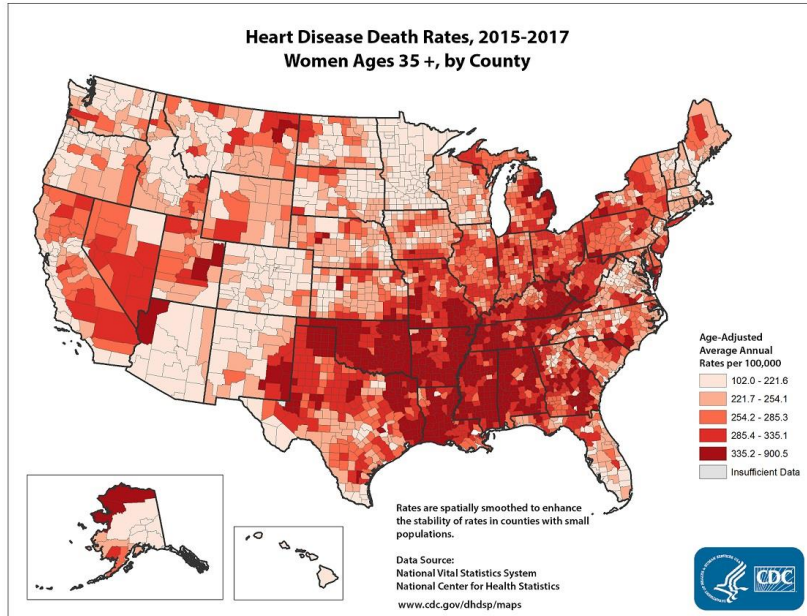 Heart Disease Death Rates, 2015-2017
Women Ages 35 +, by County
Age-Adjusted
Average Annual
Rates per 100,000
102.0 - 221.6
221.7 - 254.1
254.2 - 285.3
285.4 - 335.1
335.2 - 900.5
Insufficient Data
Rates are spatially smoothed to enhance
the stability of rates in counties with small
populations.
Data Source:
National Vital Statistics System
National Center for Health Statistics
www.cdc.gov/dhdsp/maps
CDC